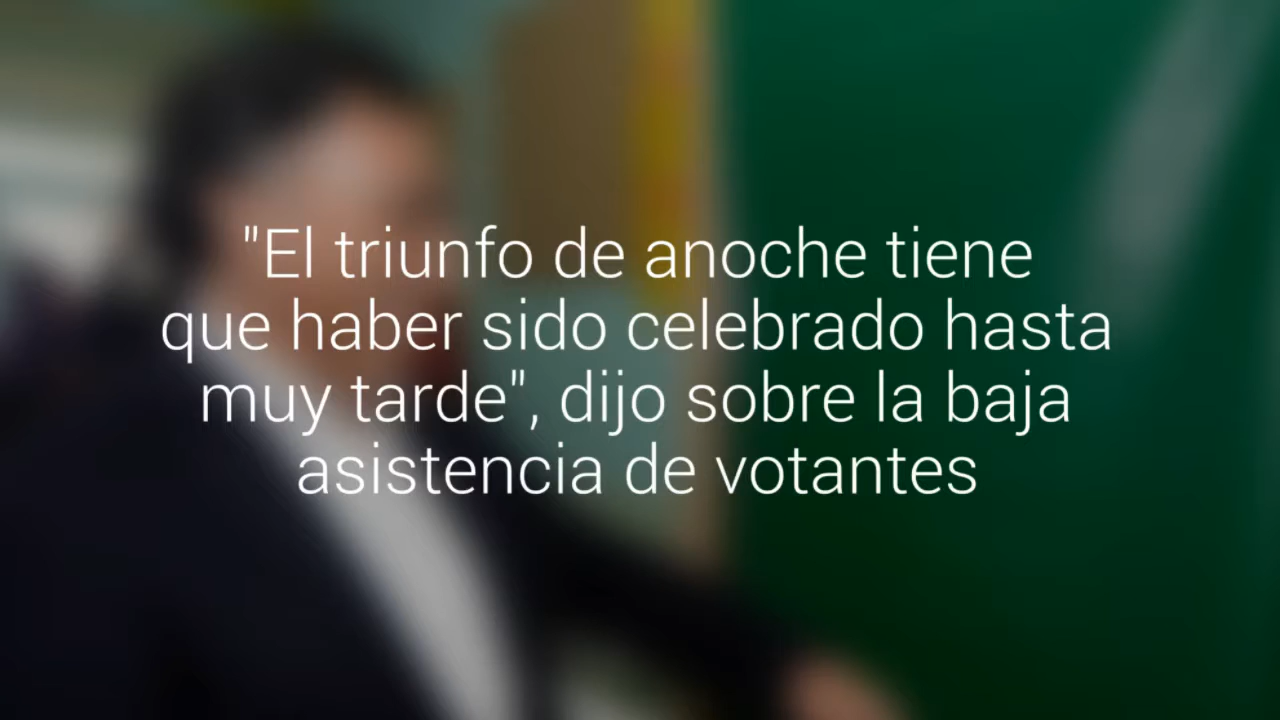 "El triunfo de anoche tiene
que haber sido celebrado hasta
muy tarde", dijo sobre la baja
asistencia de votantes